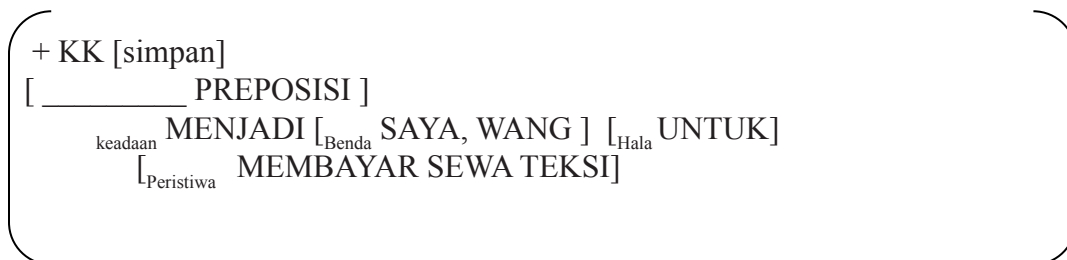 + KK [simpan]
[ _________ PREPOSISI ]
keadaan MENJADI [Benda SAYA, WANG ] [Hala UNTUK]
[Peristiwa MEMBAYAR SEWA TEKSI]